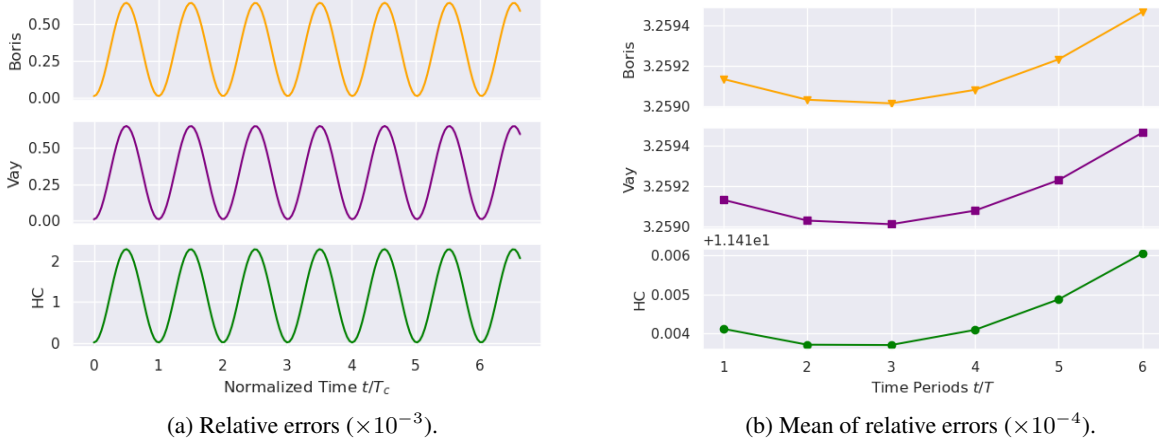 Boris
0.50
0.25
0.00
Vay
0.50
0.25
0.00
HC
2
1
0
0 1 2 3 4 5 6
Normalized Time t/T_c
(a) Relative errors (×10⁻³).
Boris
3.2594
3.2592
3.2590
Vay
3.2594
3.2592
3.2590
+1.141e1
HC
0.006
0.005
0.004
1 2 3 4 5 6
Time Periods t/T
(b) Mean of relative errors (×10⁻⁴).